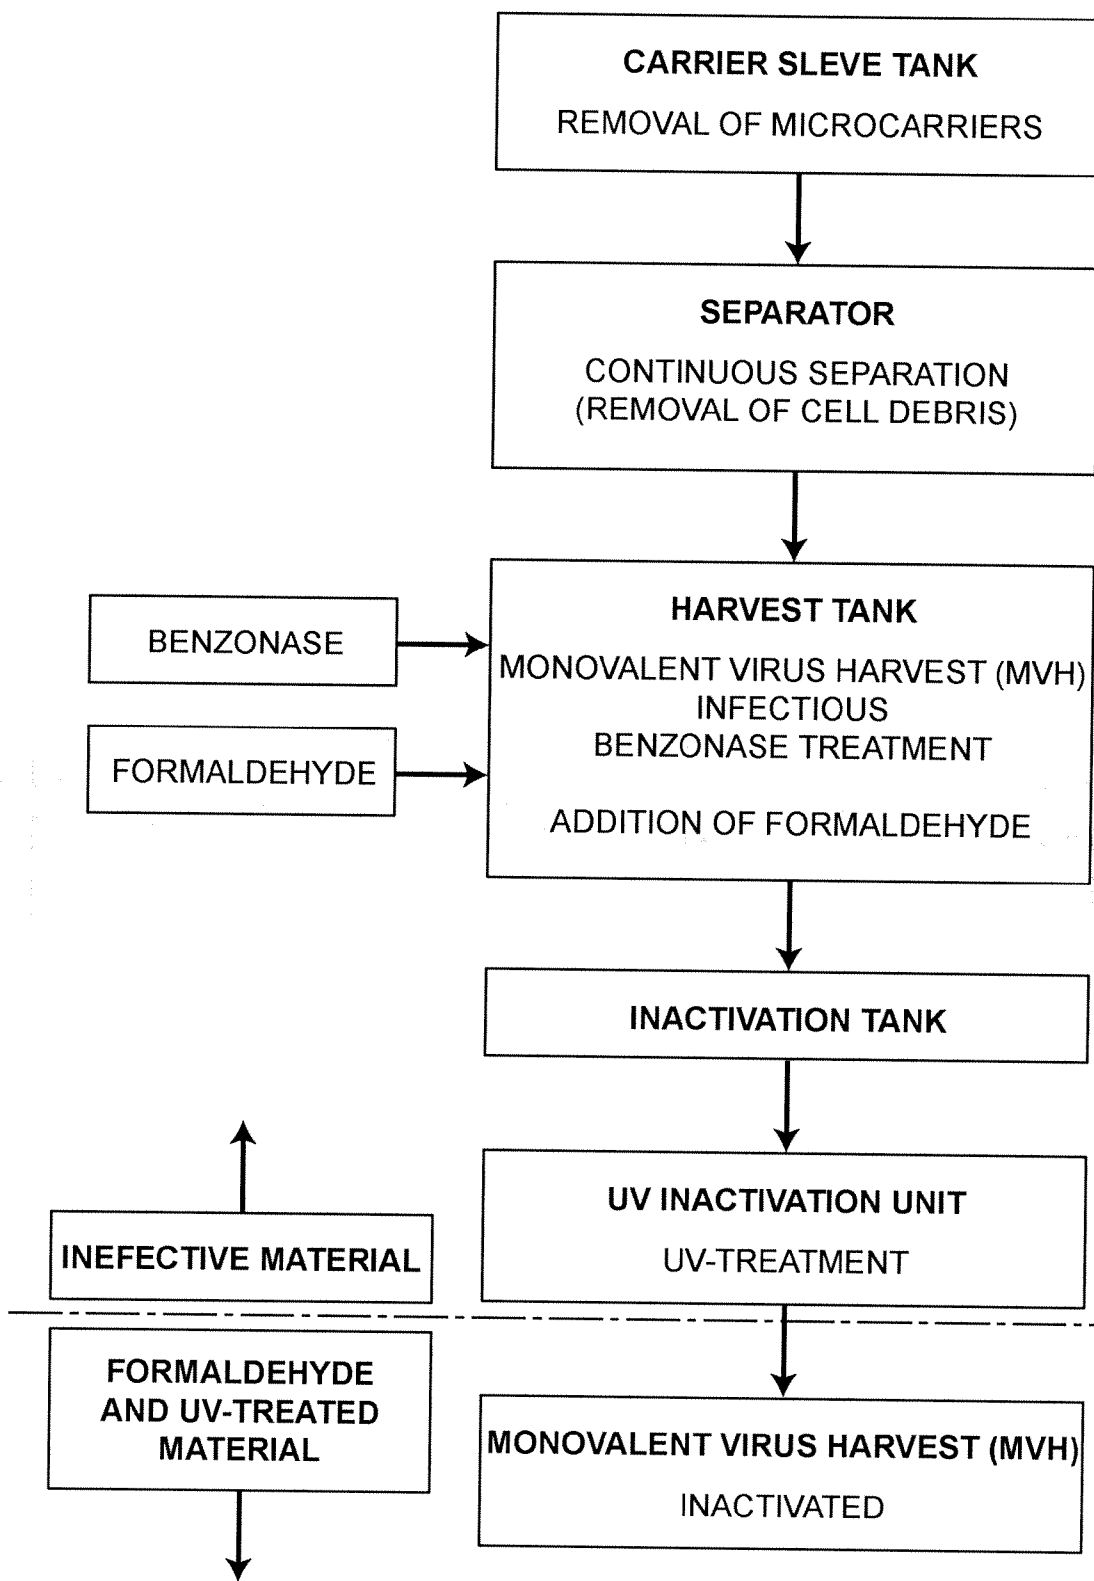 CARRIER SLEVE TANK
REMOVAL OF MICROCARRIERS
SEPARATOR
CONTINUOUS SEPARATION
(REMOVAL OF CELL DEBRIS)
BENZONASE
FORMALDEHYDE
HARVEST TANK
MONOVALENT VIRUS HARVEST (MVH)
INFECTIOUS
BENZONASE TREATMENT
ADDITION OF FORMALDEHYDE
INACTIVATION TANK
UV INACTIVATION UNIT
UV-TREATMENT
INEFECTIVE MATERIAL
FORMALDEHYDE
AND UV-TREATED
MATERIAL
MONOVALENT VIRUS HARVEST (MVH)
INACTIVATED